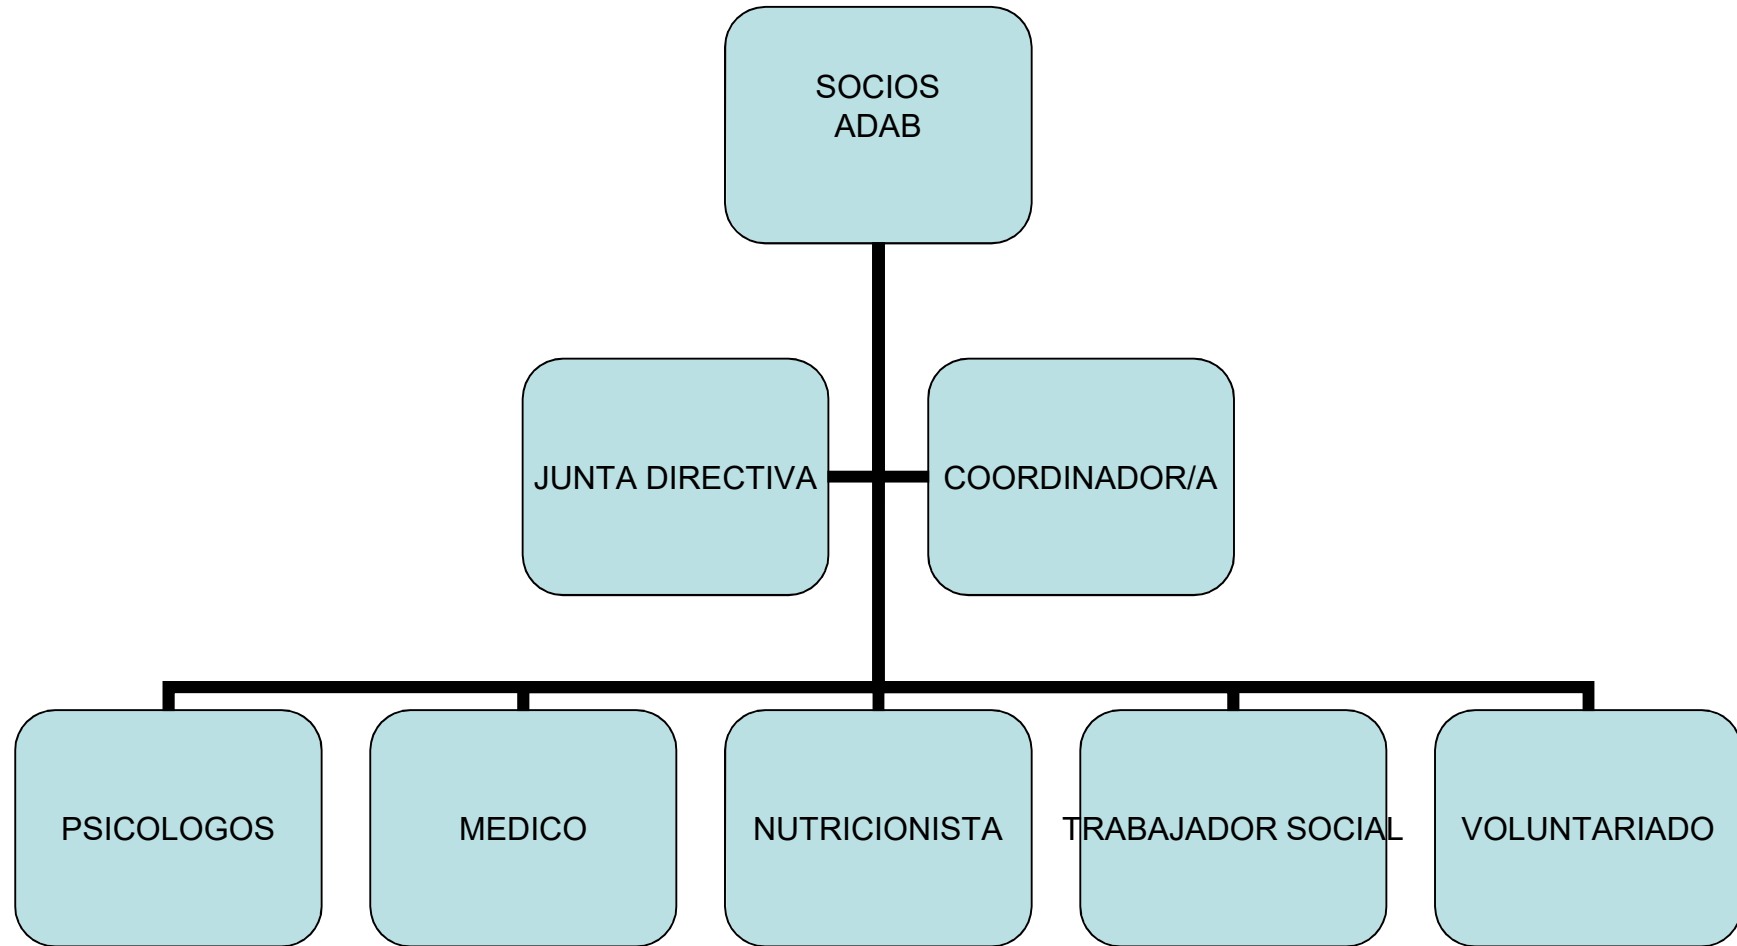 SOCIOS
ADAB
JUNTA DIRECTIVA
COORDINADOR/A
PSICOLOGOS
MEDICO
NUTRICIONISTA
TRABAJADOR SOCIAL
VOLUNTARIADO